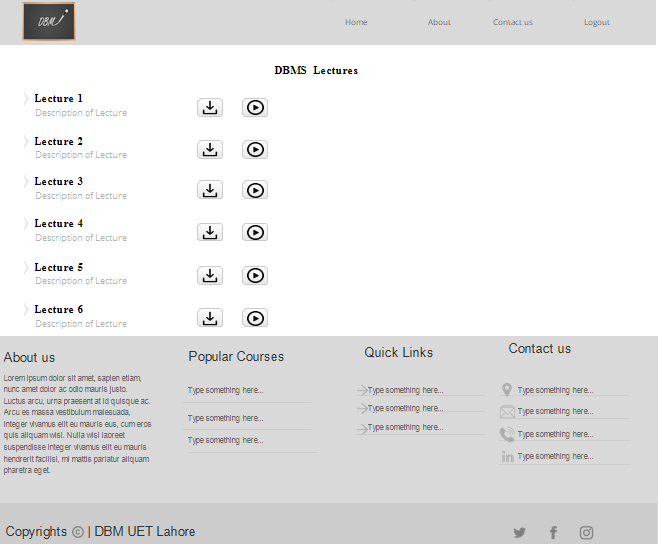 DBM
Home
About
Contact us
Logout
DBMS Lectures
Lecture 1
Description of Lecture
Lecture 2
Description of Lecture
Lecture 3
Description of Lecture
Lecture 4
Description of Lecture
Lecture 5
Description of Lecture
Lecture 6
Description of Lecture
About us
Lorem ipsum dolor sit amet, sapien etiam,
nunc amet dolor ac odio mauris justo.
Luctus arcu, urna praesent at id quisque ac.
Arcu es massa vestibulum malesuada,
integer vivamus elit eu mauris eus, cum eros
quis aliquam wisi. Nulla wisi laoreet
suspendisse integer vivamus elit eu mauris
hendrerit facilisi, mi mattis pariatur aliquam
pharetra eget.
Popular Courses
Type something here...
Type something here...
Type something here...
Quick Links
Type something here...
Type something here...
Type something here...
Contact us
Type something here...
Type something here...
Type something here...
in Type something here...
Copyrights © | DBM UET Lahore